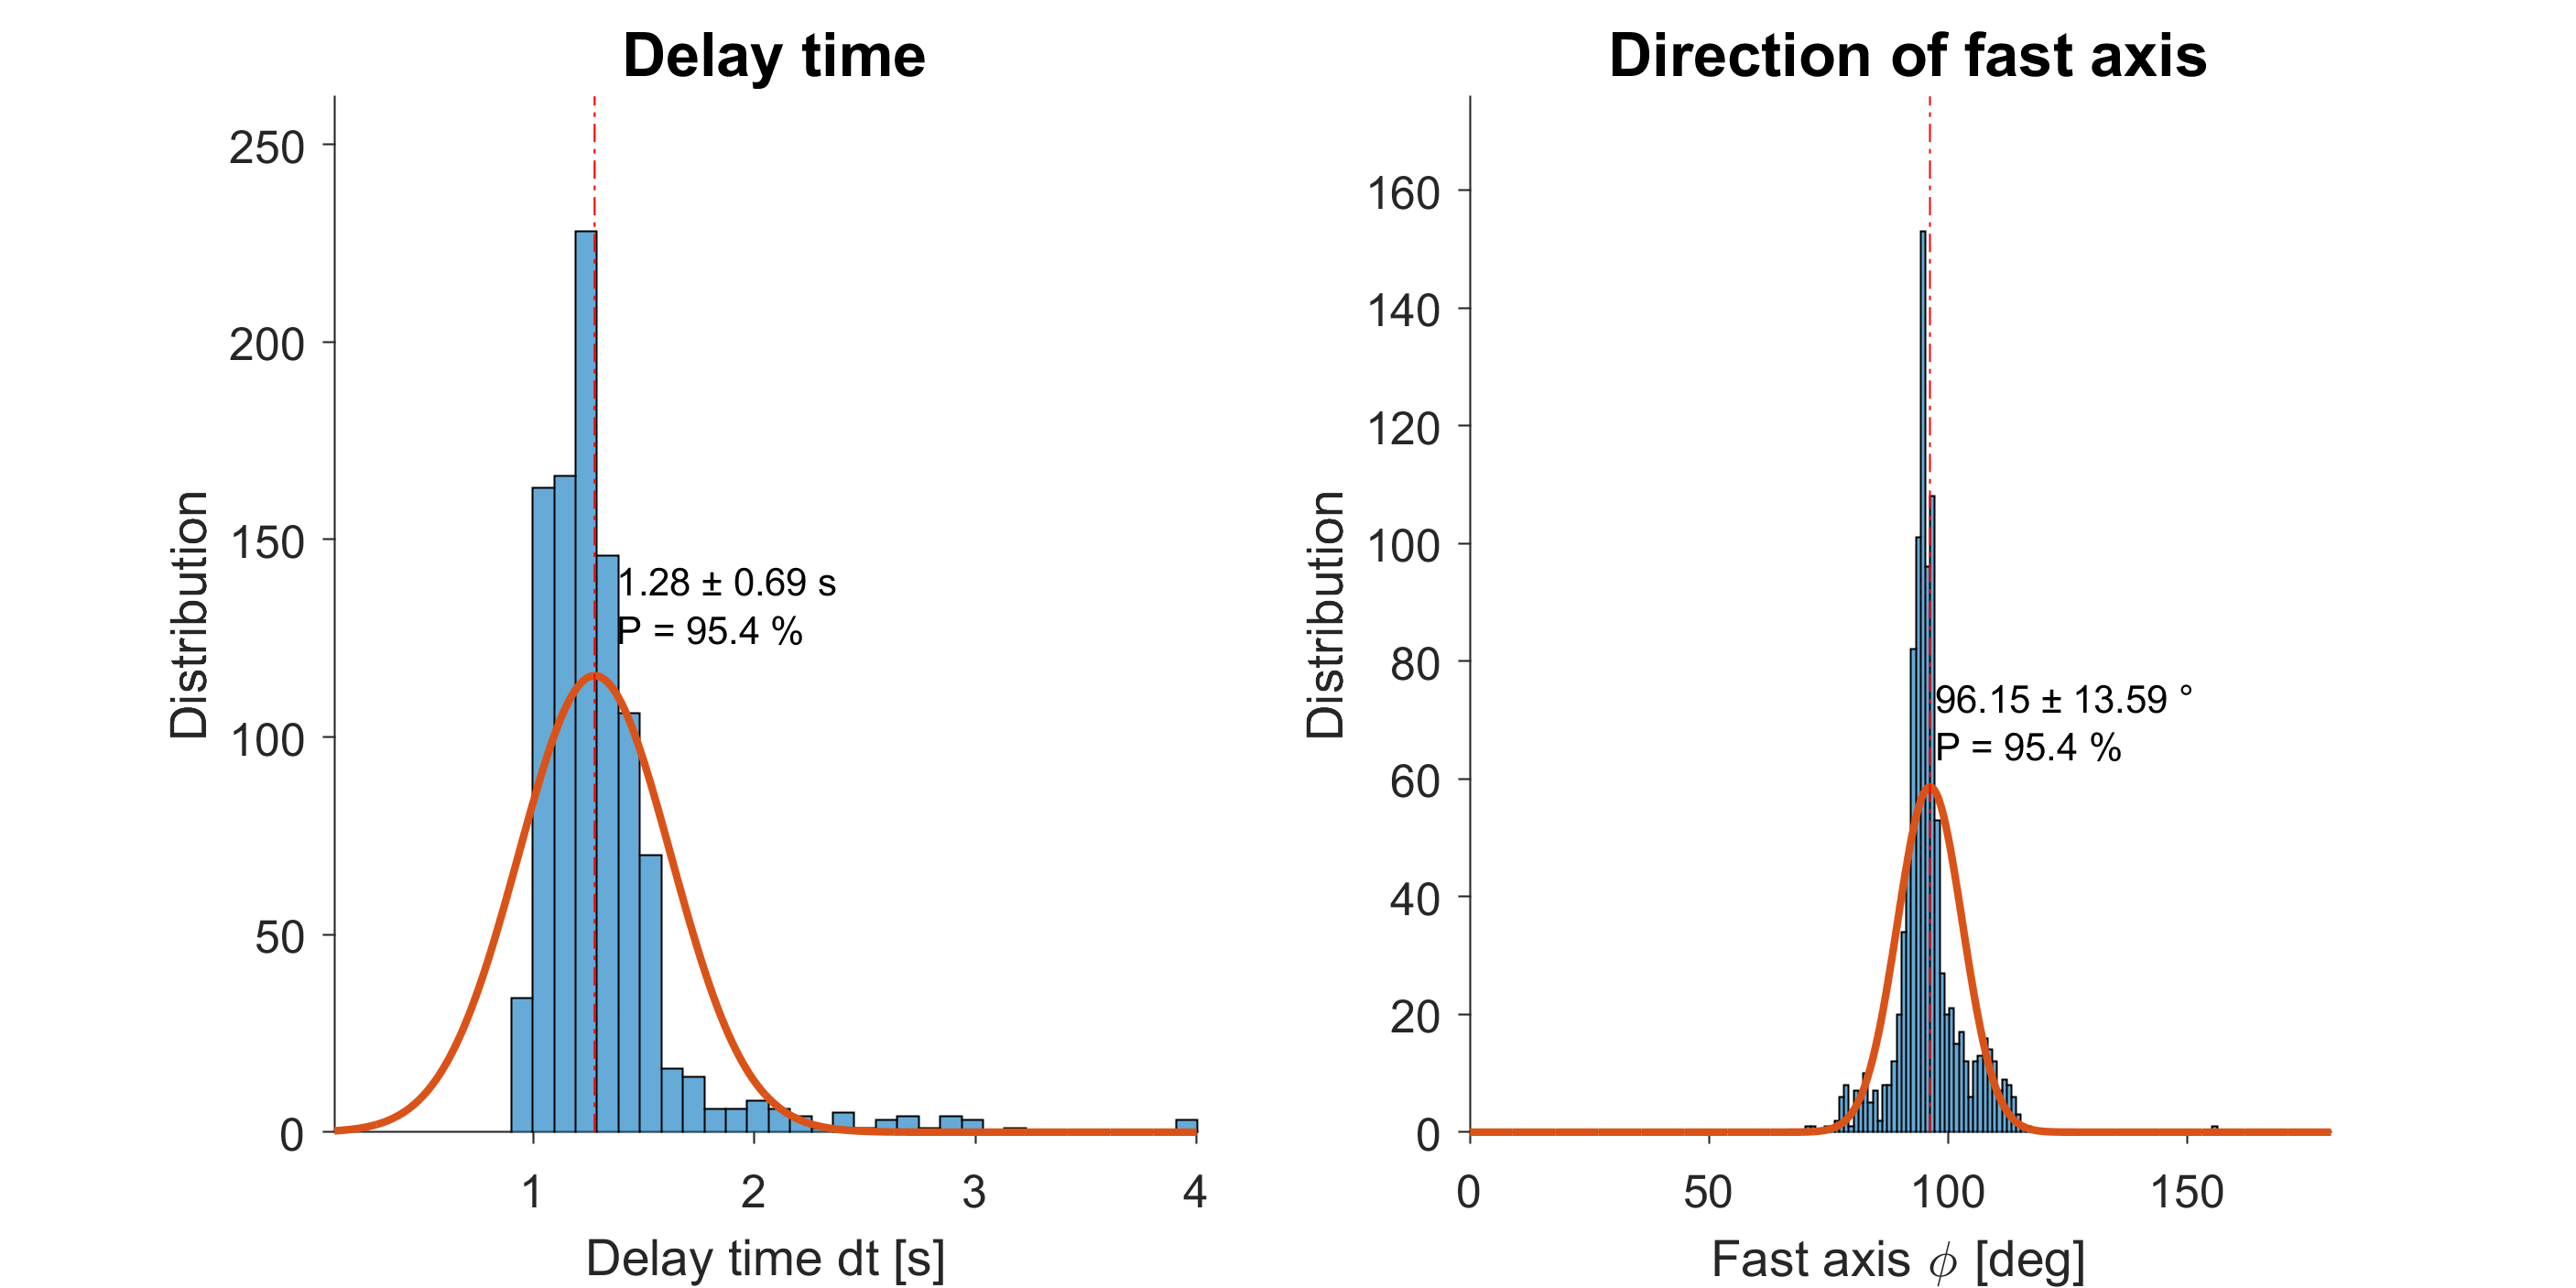 Delay time
250
200
150
100
50
0
Distribution
1.28 ± 0.69 s
P = 95.4 %
1
2
3
4
Delay time dt [s]
Direction of fast axis
160
140
120
100
80
60
40
20
0
Distribution
96.15 ± 13.59 °
P = 95.4 %
0
50
100
150
Fast axis ϕ [deg]